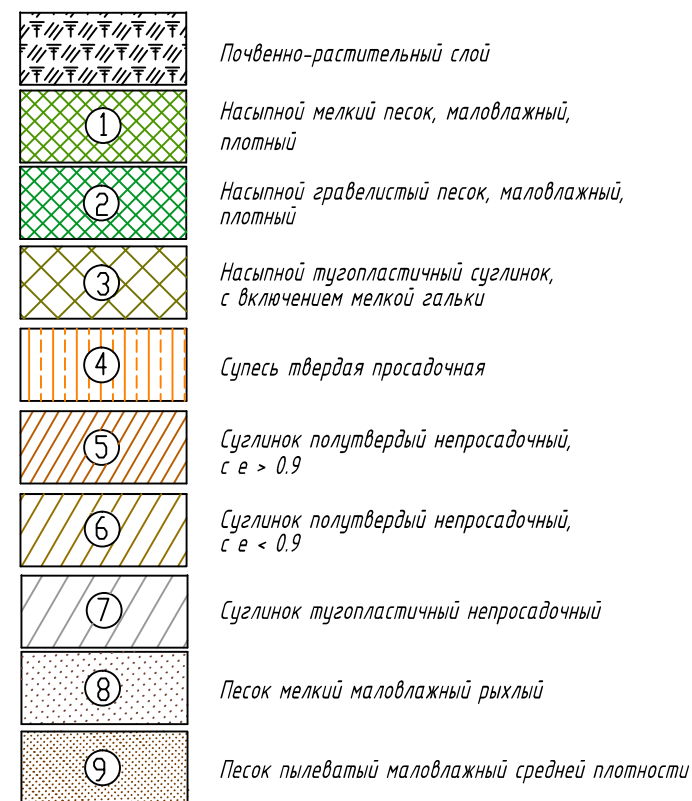 Почвенно-растительный слой
1
Насыпной мелкий песок, маловлажный,
плотный
2
Насыпной гравелистый песок, маловлажный,
плотный
3
Насыпной тугопластичный суглинок,
с включением мелкой гальки
4
Супесь твердая просадочная
5
Суглинок полутвердый непросадочный,
с е > 0.9
6
Суглинок полутвердый непросадочный,
с е < 0.9
7
Суглинок тугопластичный непросадочный
8
Песок мелкий маловлажный рыхлый
9
Песок пылеватый маловлажный средней плотности